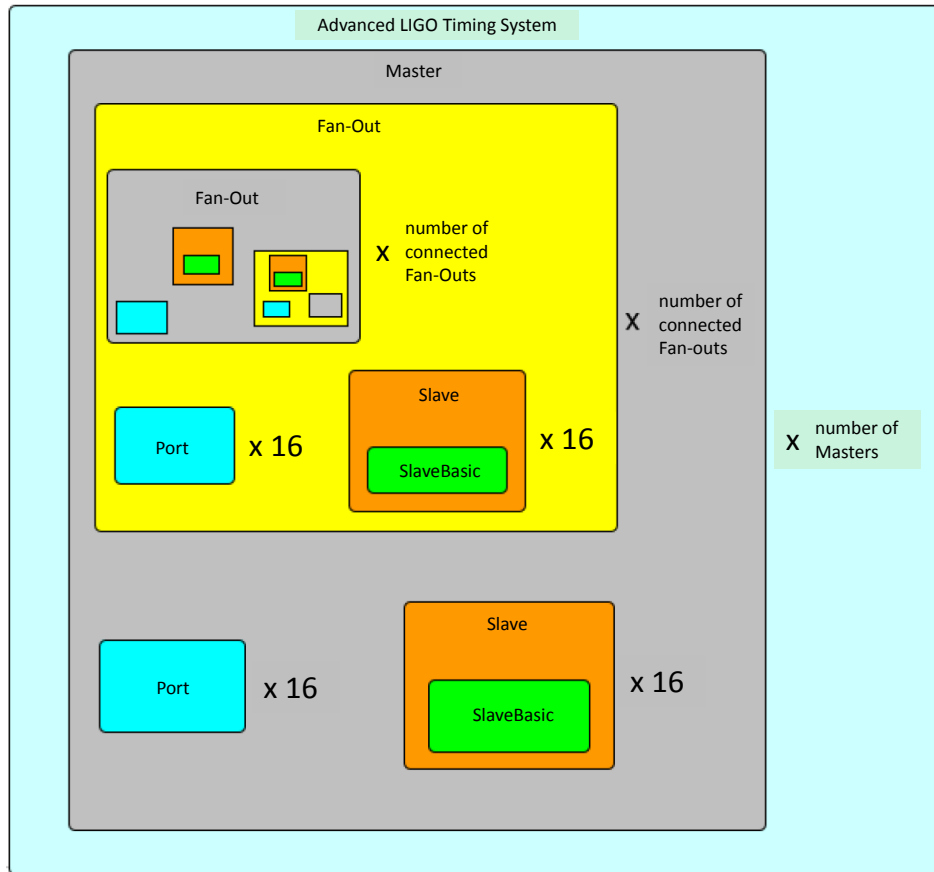 Advanced LIGO Timing System
Master
Fan-Out
Fan-Out
X
number of
connected
Fan-Outs
X
number of
connected
Fan-outs
Port
x 16
Slave
SlaveBasic
x 16
X
number of
Masters
Port
x 16
Slave
SlaveBasic
x 16